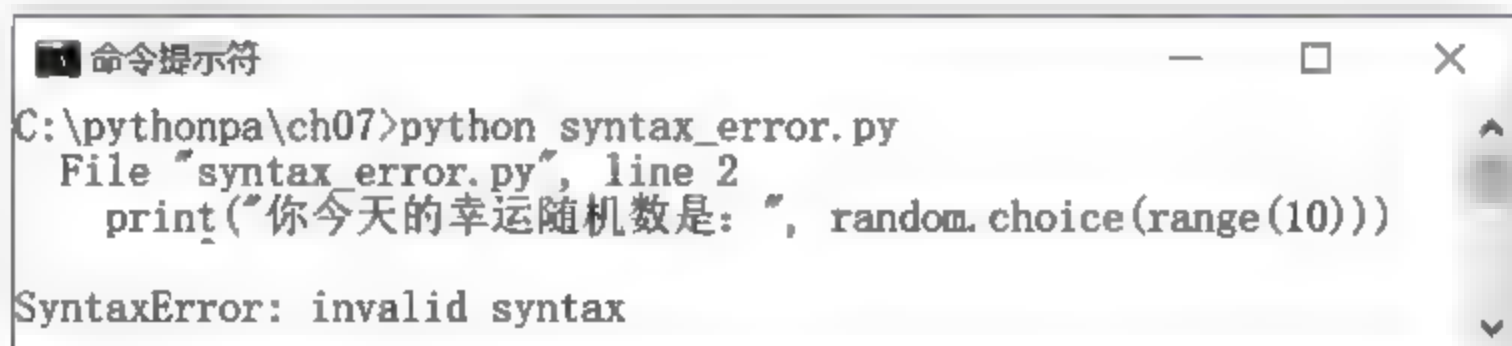 命令提示符
C:\pythonpa\ch07>python syntax_error.py
  File "syntax_error.py", line 2
    print("你今天的幸运随机数是：", random.choice(range(10)))
        ^
SyntaxError: invalid syntax